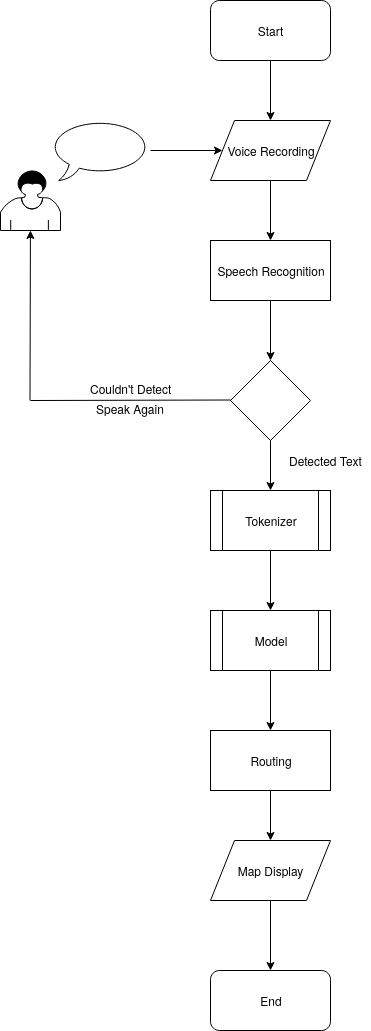 Start
Voice Recording
Speech Recognition
Couldn't Detect
Speak Again
Detected Text
Tokenizer
Model
Routing
Map Display
End